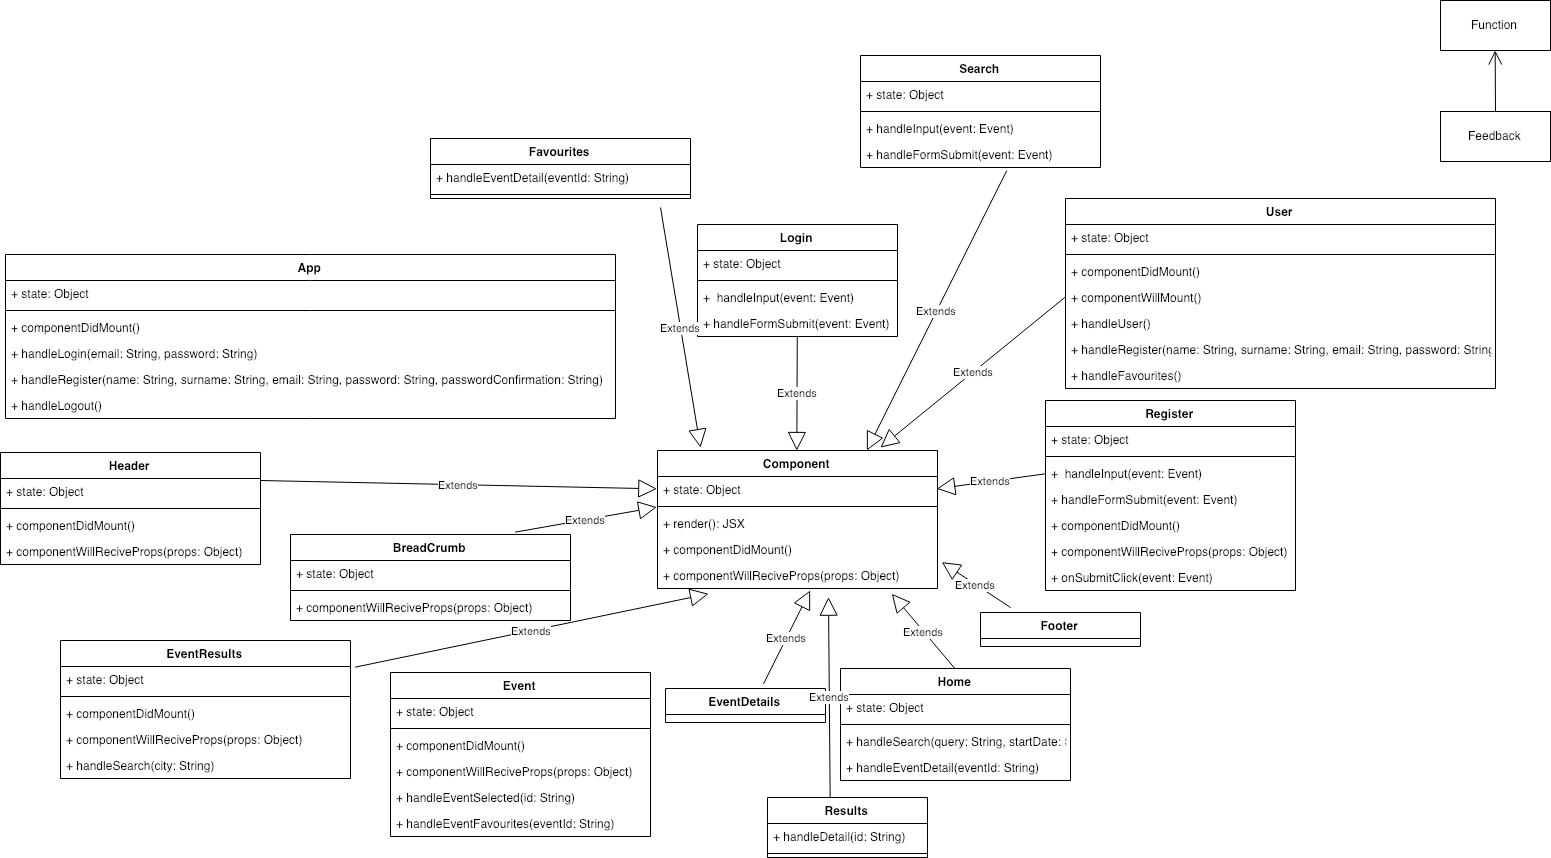 Function
Feedback
Search
+ state: Object
+ handleInput(event: Event)
+ handleFormSubmit(event: Event)
Favourites
+ handleEventDetail(eventId: String)
User
+ state: Object
+ componentDidMount()
+ componentWillMount()
+ handleUser()
+ handleRegister(name: String, surname: String, email: String, password: String
+ handleFavourites()
Login
+ state: Object
+ handleInput(event: Event)
+ handleFormSubmit(event: Event)
App
+ state: Object
+ componentDidMount()
+ handleLogin(email: String, password: String)
+ handleRegister(name: String, surname: String, email: String, password: String, passwordConfirmation: String)
+ handleLogout()
Extends
Extends
Extends
Extends
Register
+ state: Object
+ handleInput(event: Event)
+ handleFormSubmit(event: Event)
+ componentDidMount()
+ componentWillReciveProps(props: Object)
+ onSubmitClick(event: Event)
Header
+ state: Object
+ componentDidMount()
+ componentWillReciveProps(props: Object)
Component
+ state: Object
+ render(): JSX
+ componentDidMount()
+ componentWillReciveProps(props: Object)
Extends
Extends
Extends
BreadCrumb
+ state: Object
+ componentWillReciveProps(props: Object)
Extends
Footer
Extends
Extends
Extends
EventResults
+ state: Object
+ componentDidMount()
+ componentWillReciveProps(props: Object)
+ handleSearch(city: String)
Event
+ state: Object
+ componentDidMount()
+ componentWillReciveProps(props: Object)
+ handleEventSelected(id: String)
+ handleEventFavourites(eventId: String)
EventDetails
Extends
Home
+ state: Object
+ handleSearch(query: String, startDate:
+ handleEventDetail(eventId: String)
Results
+ handleDetail(id: String)